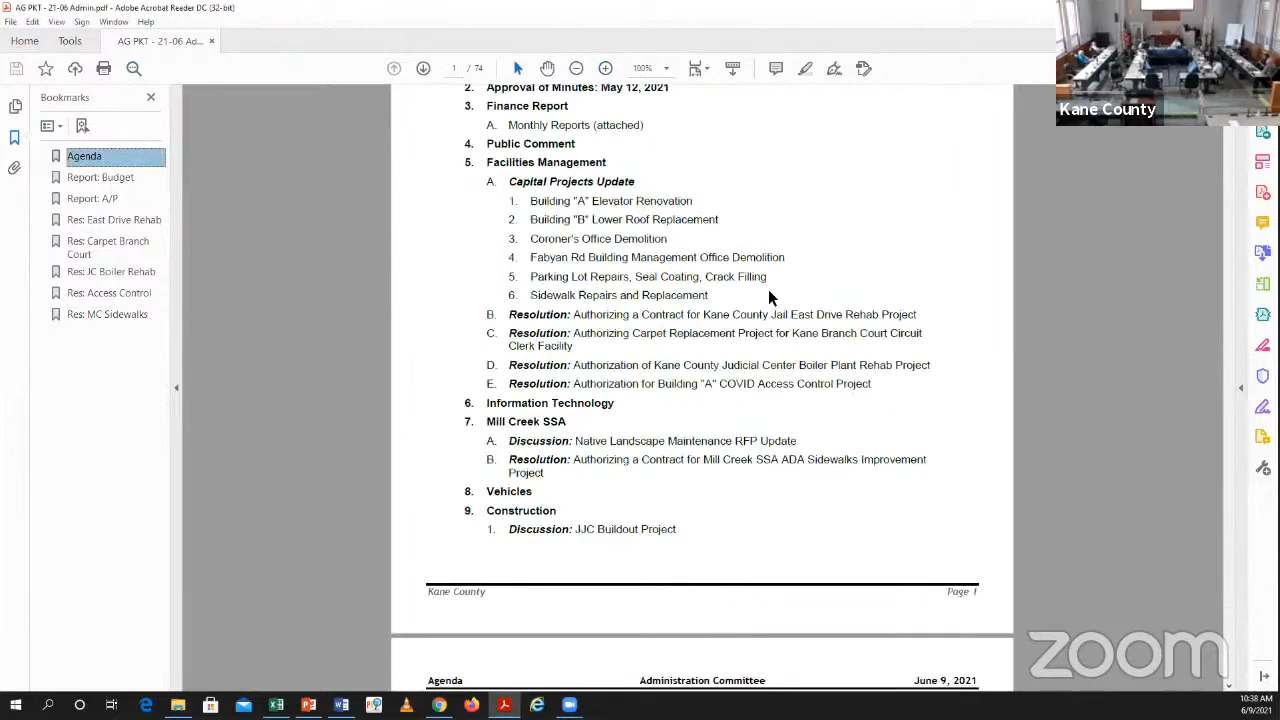 AG PKT - 21-06 Admin.pdf - Adobe Acrobat Reader DC (32-bit)
File Edit View Sign Window Help
Home Tools AG PKT - 21-06 Ad... ×
1 / 74 100%
Kane County
Bookmarks
Agenda
Report: Budget
Report: A/P
Res: East Drive Rehab
Res: Carpet Branch
Court
Res: JC Boiler Rehab
Res: Access Control
Res: MC Sidewalks
2. Approval of Minutes: May 12, 2021
3. Finance Report
A. Monthly Reports (attached)
4. Public Comment
5. Facilities Management
A. Capital Projects Update
1. Building "A" Elevator Renovation
2. Building "B" Lower Roof Replacement
3. Coroner's Office Demolition
4. Fabyan Rd Building Management Office Demolition
5. Parking Lot Repairs, Seal Coating, Crack Filling
6. Sidewalk Repairs and Replacement
B. Resolution: Authorizing a Contract for Kane County Jail East Drive Rehab Project
C. Resolution: Authorizing Carpet Replacement Project for Kane Branch Court Circuit
Clerk Facility
D. Resolution: Authorization of Kane County Judicial Center Boiler Plant Rehab Project
E. Resolution: Authorization for Building "A" COVID Access Control Project
6. Information Technology
7. Mill Creek SSA
A. Discussion: Native Landscape Maintenance RFP Update
B. Resolution: Authorizing a Contract for Mill Creek SSA ADA Sidewalks Improvement
Project
8. Vehicles
9. Construction
1. Discussion: JJC Buildout Project
Kane County Page 1
zoom
Agenda Administration Committee June 9, 2021
10:38 AM
6/9/2021